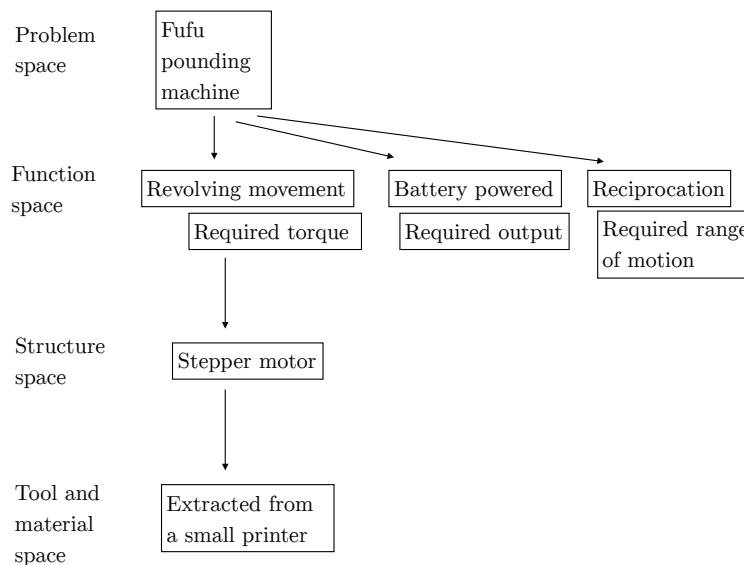 Problem
space
Fufu
pounding
machine
Function
space
Revolving movement
Battery powered
Reciprocation
Required torque
Required output
Required range
of motion
Structure
space
Stepper motor
Tool and
material
space
Extracted from
a small printer